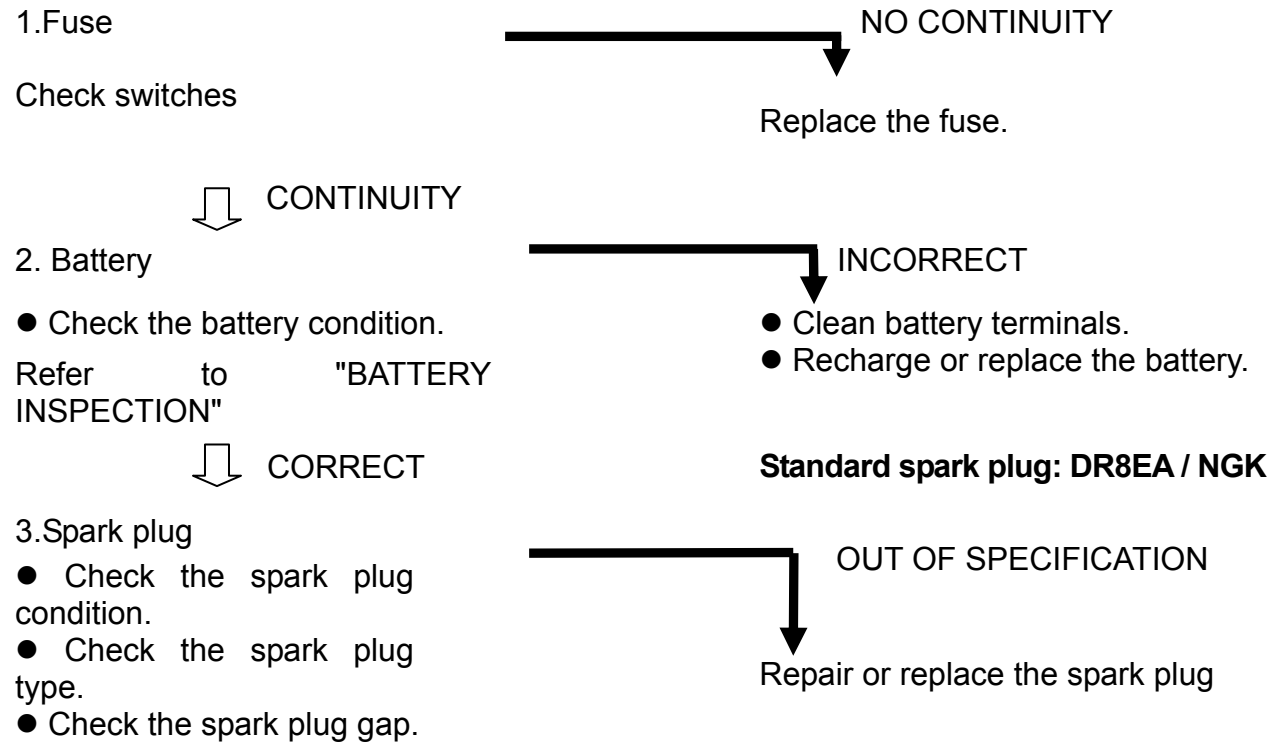 1.Fuse
NO CONTINUITY
Check switches
Replace the fuse.
CONTINUITY
2. Battery
INCORRECT
● Check the battery condition.
Refer to "BATTERY
INSPECTION"
● Clean battery terminals.
● Recharge or replace the battery.
CORRECT
Standard spark plug: DR8EA / NGK
3.Spark plug
● Check the spark plug
condition.
● Check the spark plug
type.
● Check the spark plug gap.
OUT OF SPECIFICATION
Repair or replace the spark plug